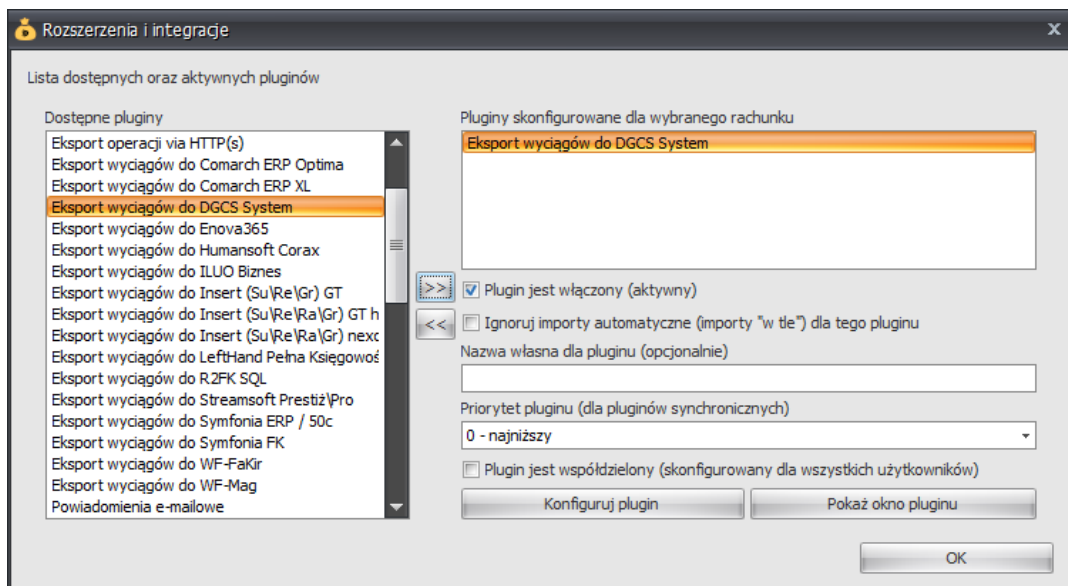 Rozszerzenia i integracje
x
Lista dostępnych oraz aktywnych pluginów
Dostępne pluginy
Eksport operacji via HTTP(s)
Eksport wyciągów do Comarch ERP Optima
Eksport wyciągów do Comarch ERP XL
Eksport wyciągów do DGCS System
Eksport wyciągów do Enova365
Eksport wyciągów do Humansoft Corax
Eksport wyciągów do ILUO Biznes
Eksport wyciągów do Insert (Su\Re\Gr) GT
Eksport wyciągów do Insert (Su\Re\Ra\Gr) GT h
Eksport wyciągów do Insert (Su\Re\Ra\Gr) nexo
Eksport wyciągów do LeftHand Pełna Księgowoś
Eksport wyciągów do R2FK SQL
Eksport wyciągów do Streamsoft Prestiż\Pro
Eksport wyciągów do Symfonia ERP / 50c
Eksport wyciągów do Symfonia FK
Eksport wyciągów do WF-FaKir
Eksport wyciągów do WF-Mag
Powiadomienia e-mailowe
>>
<<
Pluginy skonfigurowane dla wybranego rachunku
Eksport wyciągów do DGCS System
Plugin jest włączony (aktywny)
Ignoruj importy automatyczne (importy "w tle") dla tego pluginu
Nazwa własna dla pluginu (opcjonalnie)
Priorytet pluginu (dla pluginów synchronicznych)
0 - najniższy
Plugin jest współdzielony (skonfigurowany dla wszystkich użytkowników)
Konfiguruj plugin
Pokaż okno pluginu
OK